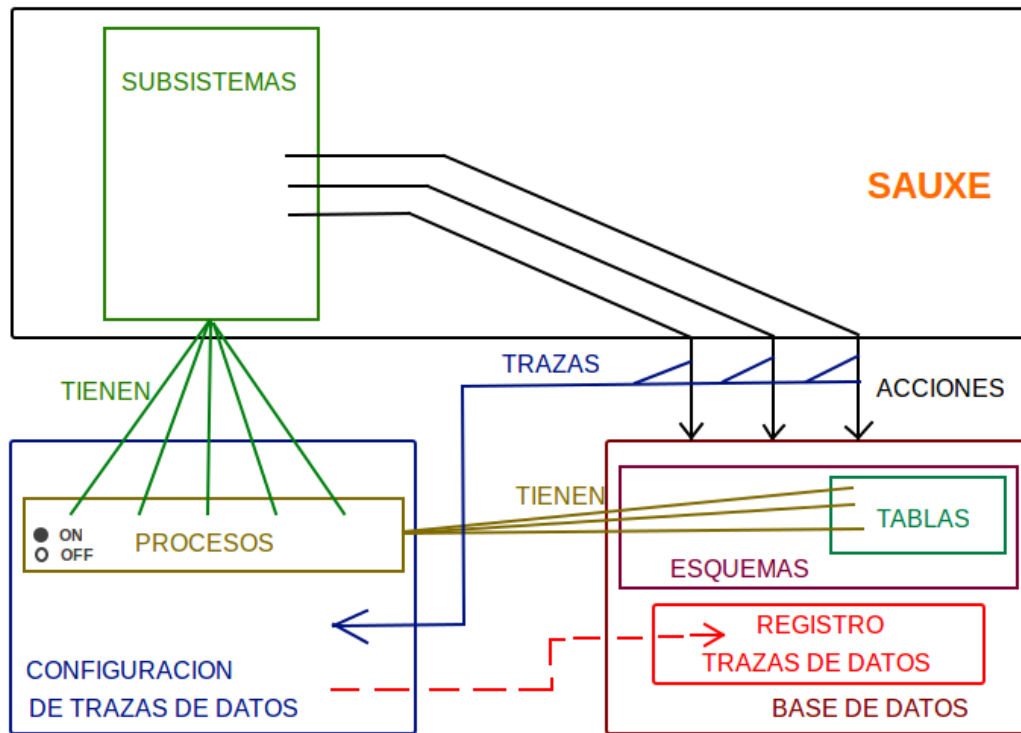 SUBSISTEMAS
SAUXE
TRAZAS
TIENEN
ACCIONES
TIENEN
ON
OFF
PROCESOS
TABLAS
ESQUEMAS
REGISTRO
TRAZAS DE DATOS
CONFIGURACION
DE TRAZAS DE DATOS
BASE DE DATOS